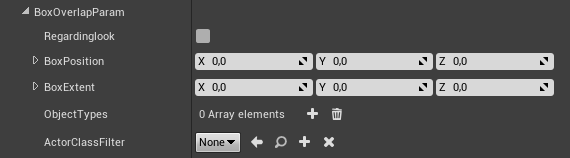 BoxOverlapParam
Regardinglook
BoxPosition X 0,0 Y 0,0 Z 0,0
BoxExtent X 0,0 Y 0,0 Z 0,0
ObjectTypes 0 Array elements
ActorClassFilter None